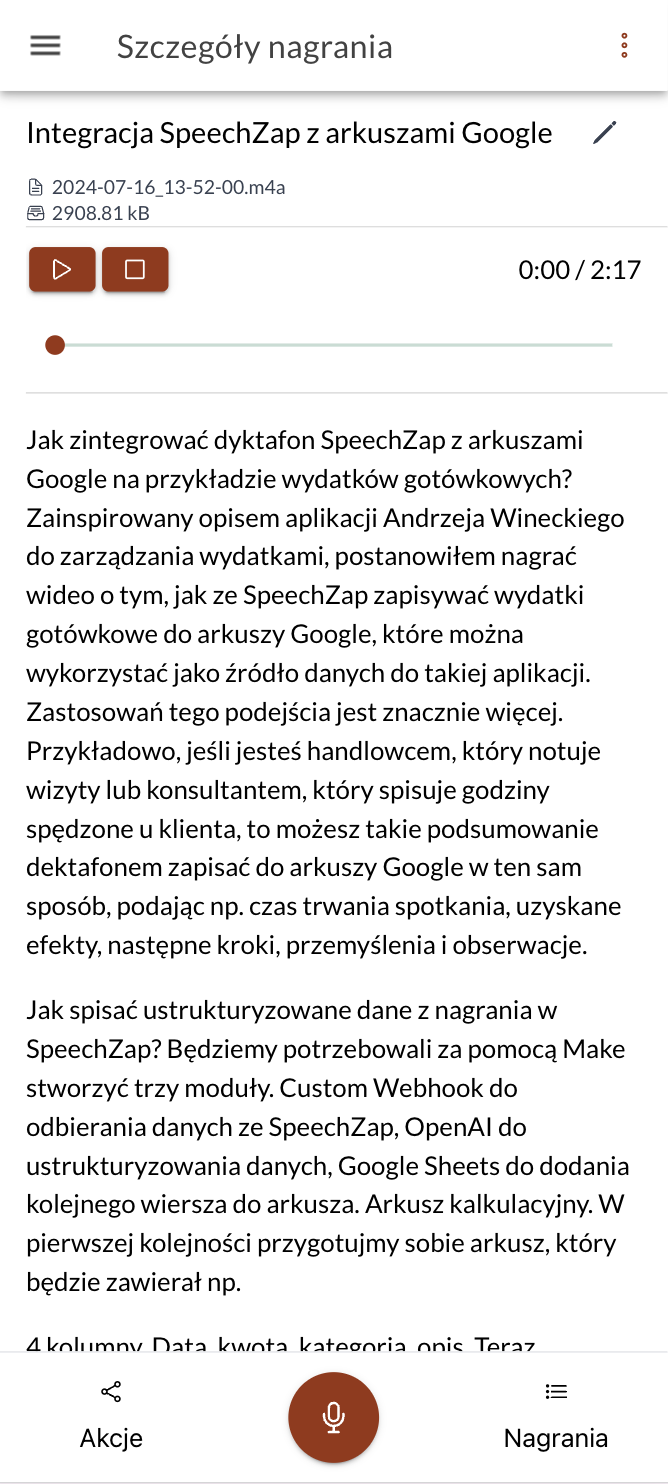 Szczegóły nagrania
Integracja SpeechZap z arkuszami Google
2024-07-16_13-52-00.m4a
2908.81 kB
0:00 / 2:17
Jak zintegrować dyktafon SpeechZap z arkuszami
Google na przykładzie wydatków gotówkowych?
Zainspirowany opisem aplikacji Andrzeja Wineckiego
do zarządzania wydatkami, postanowiłem nagrać
wideo o tym, jak ze SpeechZap zapisywać wydatki
gotówkowe do arkuszy Google, które można
wykorzystać jako źródło danych do takiej aplikacji.
Zastosowań tego podejścia jest znacznie więcej.
Przykładowo, jeśli jesteś handlowcem, który notuje
wizyty lub konsultantem, który spisuje godziny
spędzone u klienta, to możesz takie podsumowanie
dektafonem zapisać do arkuszy Google w ten sam
sposób, podając np. czas trwania spotkania, uzyskane
efekty, następne kroki, przemyślenia i obserwacje.
Jak spisać ustrukturyzowane dane z nagrania w
SpeechZap? Będziemy potrzebowali za pomocą Make
stworzyć trzy moduły. Custom Webhook do
odbierania danych ze SpeechZap, OpenAI do
ustrukturyzowania danych, Google Sheets do dodania
kolejnego wiersza do arkusza. Arkusz kalkulacyjny. W
pierwszej kolejności przygotujmy sobie arkusz, który
będzie zawierał np.
4 kolumny. Data, kwota, kategoria, opis. Teraz
Akcje
Nagrania